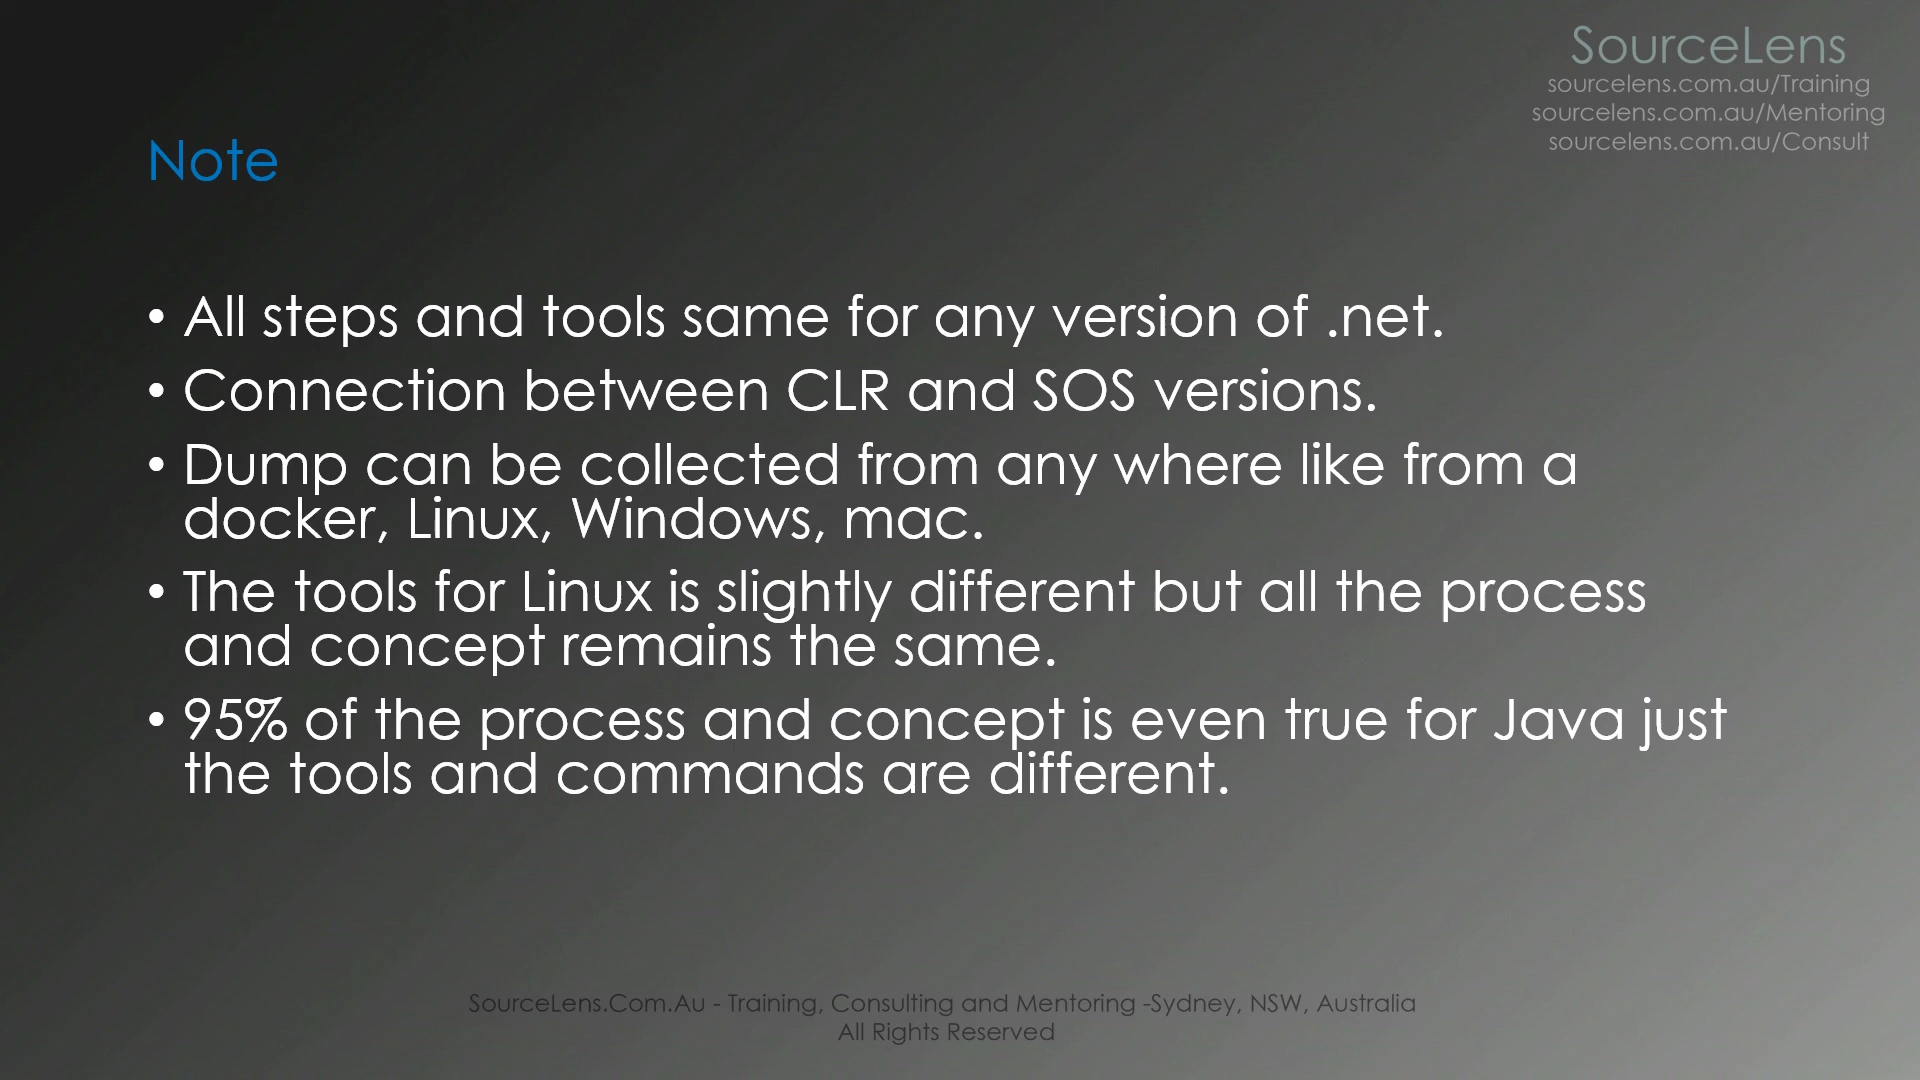 SourceLens
sourcelens.com.au/Training
sourcelens.com.au/Mentoring
sourcelens.com.au/Consult
Note
• All steps and tools same for any version of .net.
• Connection between CLR and SOS versions.
• Dump can be collected from any where like from a
docker, Linux, Windows, mac.
• The tools for Linux is slightly different but all the process
and concept remains the same.
• 95% of the process and concept is even true for Java just
the tools and commands are different.
SourceLens.Com.Au - Training, Consulting and Mentoring -Sydney, NSW, Australia
All Rights Reserved